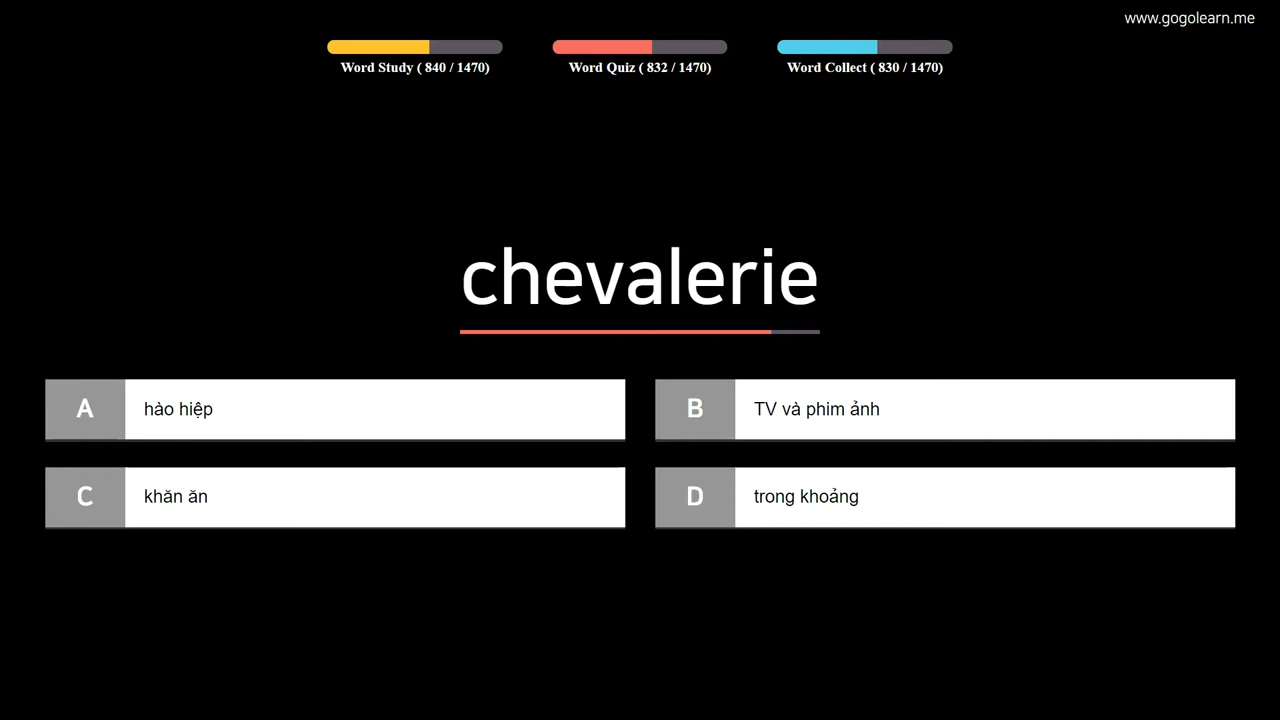 www.gogolearn.me
Word Study ( 840 / 1470)
Word Quiz ( 832 / 1470)
Word Collect ( 830 / 1470)
chevalerie
A hào hiệp
B TV và phim ảnh
C khăn ăn
D trong khoảng